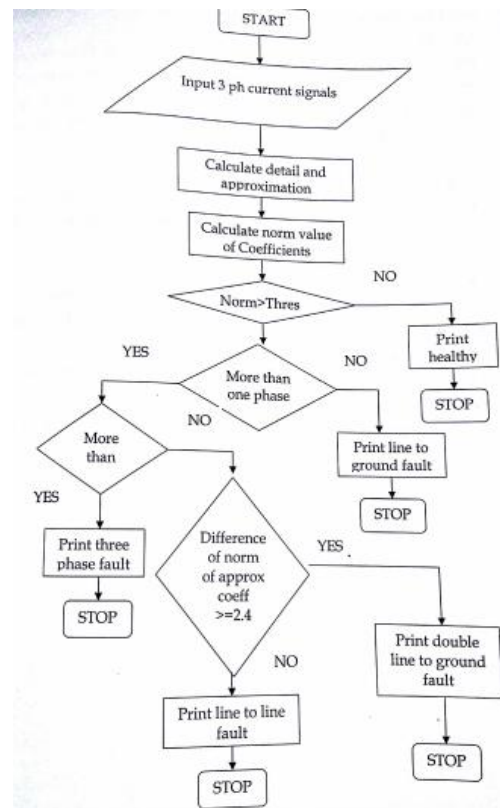 START
Input 3 ph current signals
Calculate detail and
approximation
Calculate norm value
of Coefficients
NO
Norm>Thres
Print
healthy
YES
NO
STOP
More than
one phase
NO
More
than
Print line to
ground fault
YES
STOP
Difference
of norm
of approx
coeff
>=2.4
YES
Print three
phase fault
STOP
Print double
line to ground
fault
NO
Print line to line
fault
STOP
STOP